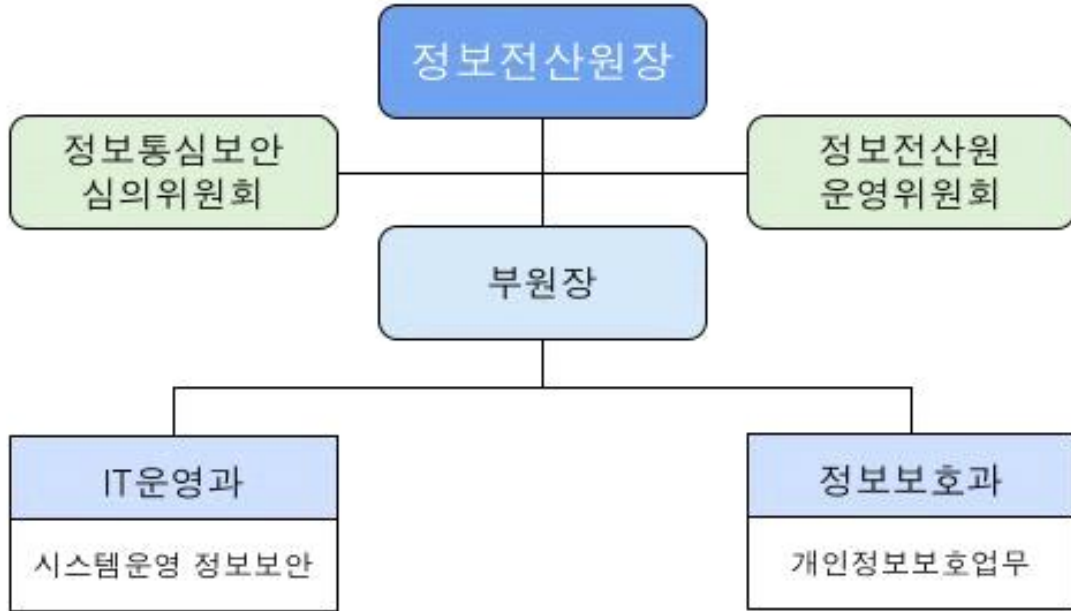 정보전산원장
정보통심보안
심의위원회
정보전산원
운영위원회
부원장
IT운영과
시스템운영 정보보안
정보보호과
개인정보보호업무